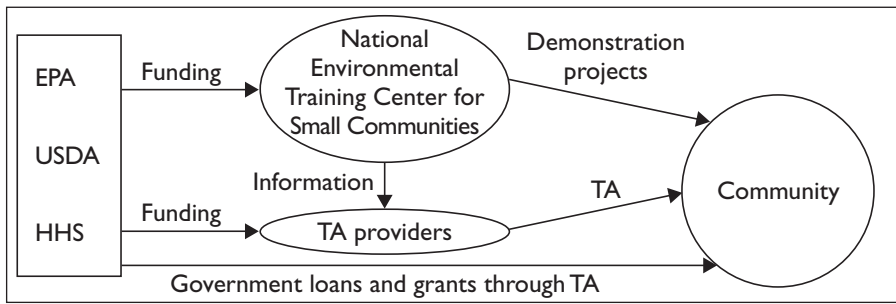 EPA
USDA
HHS
Funding
Funding
National
Environmental
Training Center for
Small Communities
Information
TA providers
Demonstration
projects
TA
Community
Government loans and grants through TA